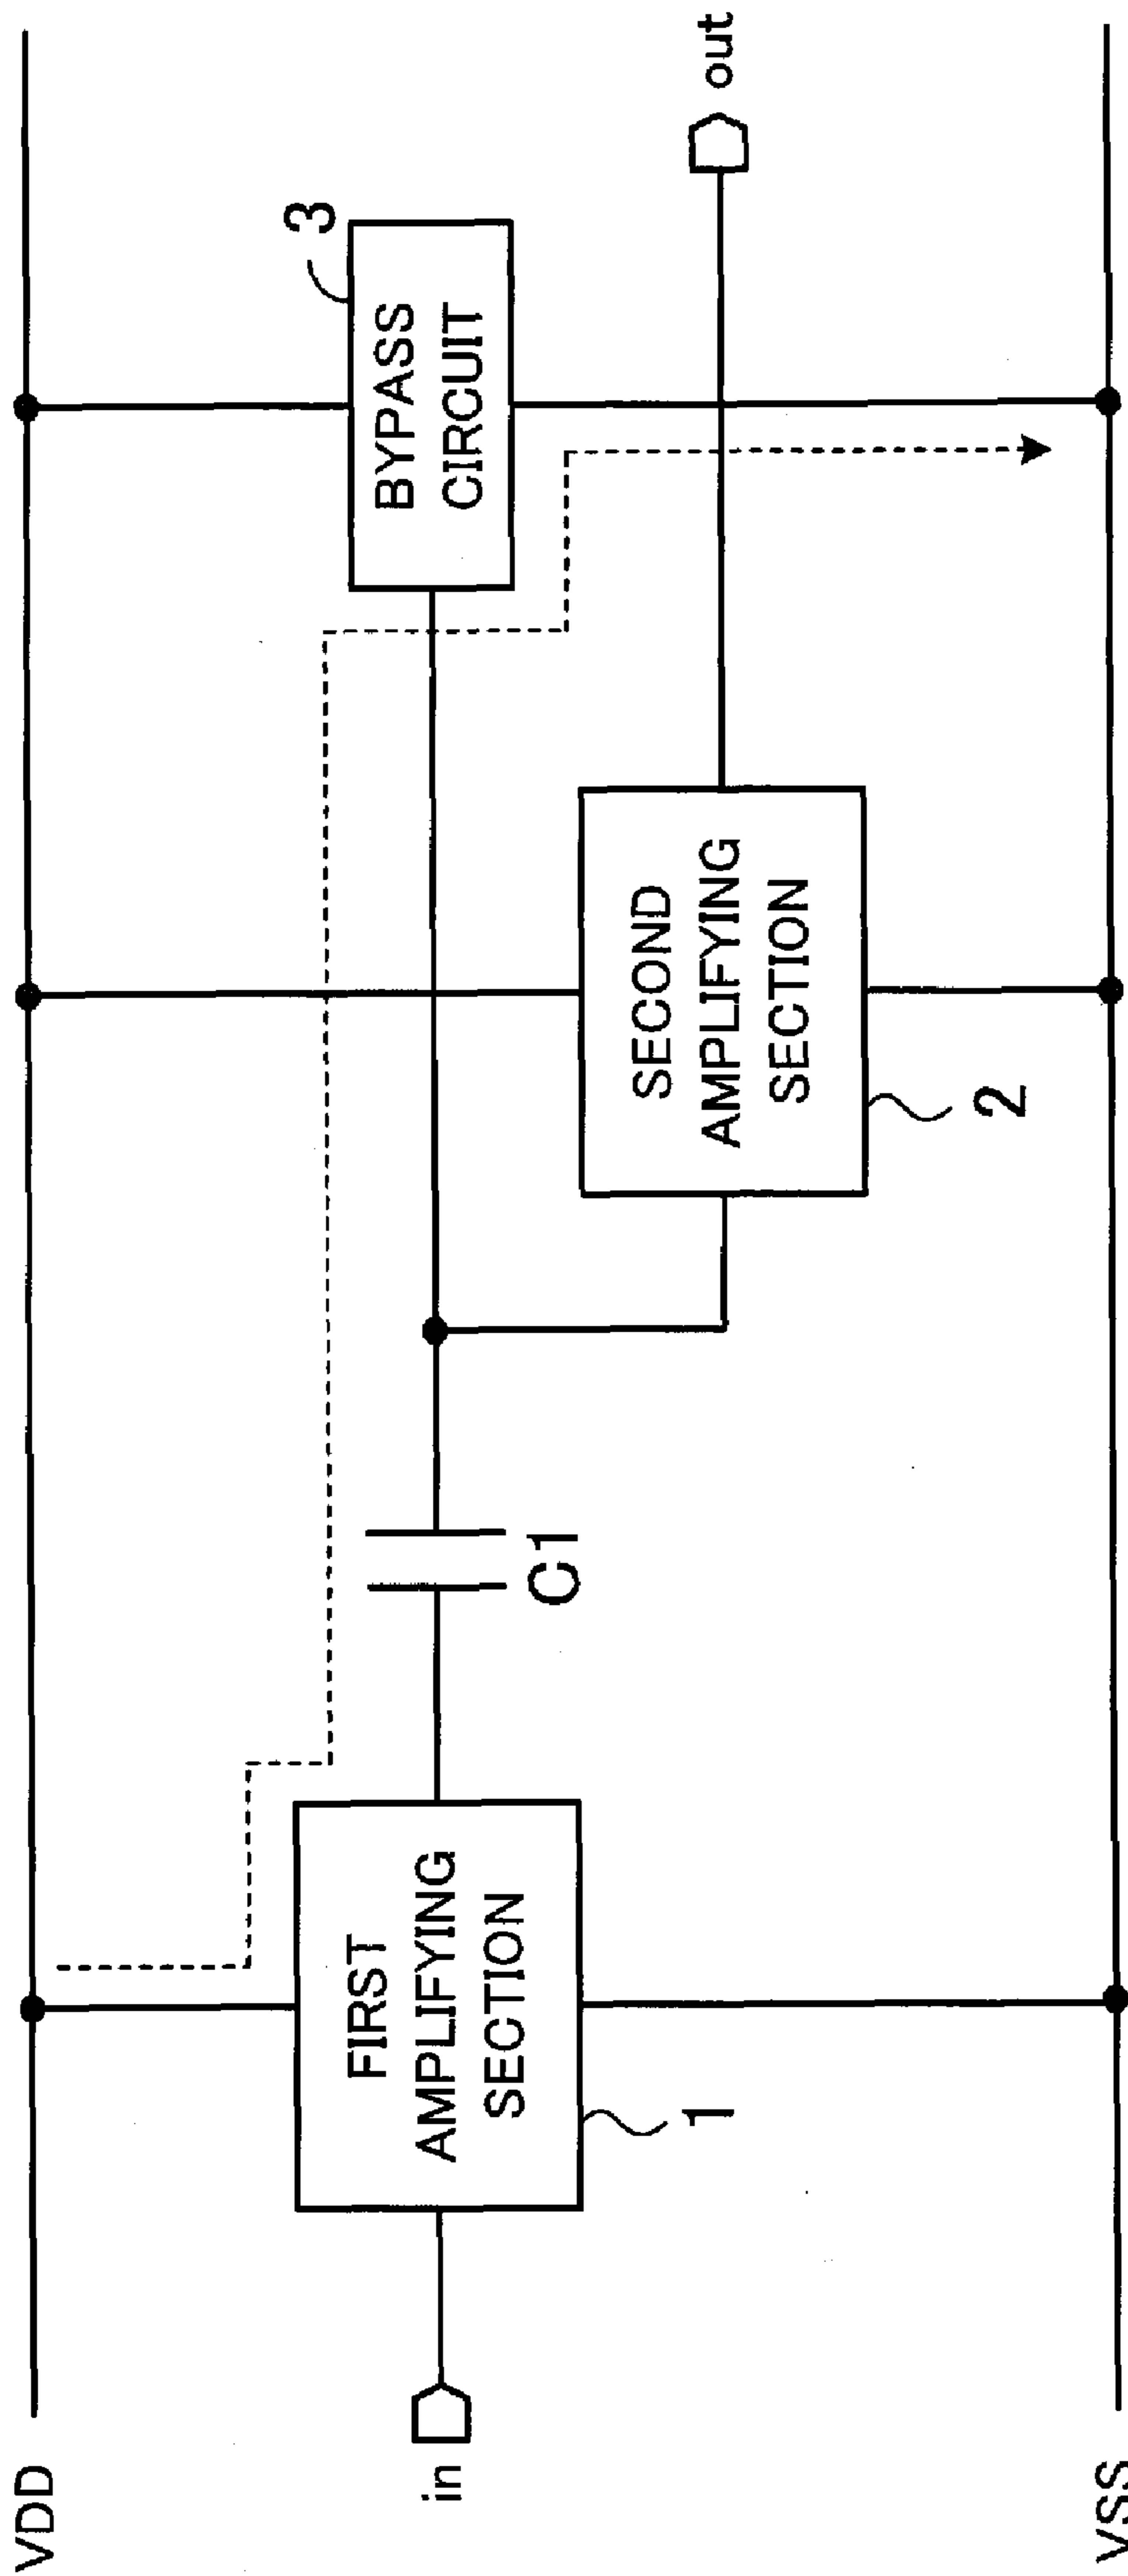 VDD
3
BYPASS
CIRCUIT
out
FIRST
AMPLIFYING
SECTION
1
C1
SECOND
AMPLIFYING
SECTION
2
in
VSS